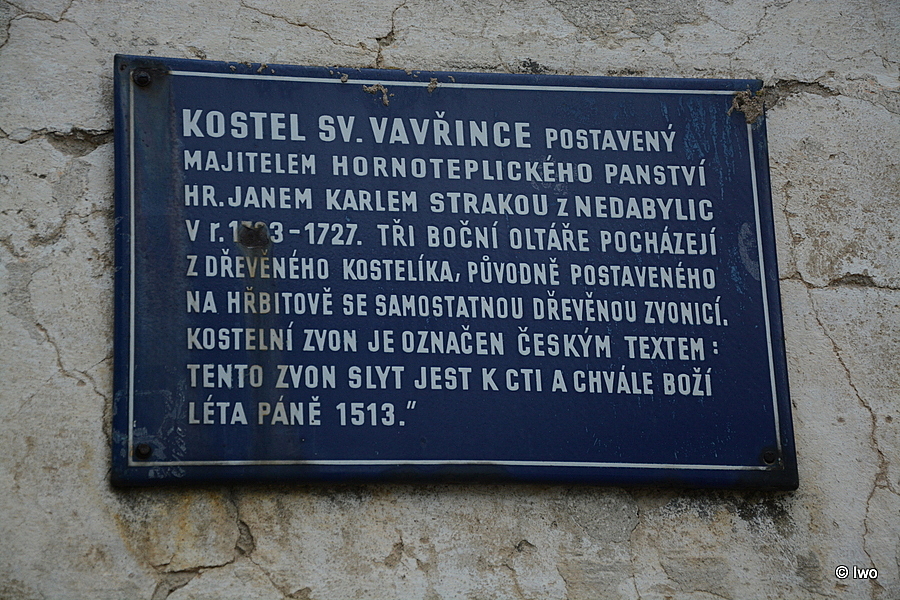 KOSTEL SV. VAVŘINCE POSTAVENÝ
MAJITELEM HORNOTEPLICKÉHO PANSTVÍ
HR. JANEM KARLEM STRAKOU z NEDABYLIC
V r. -1727. TŘI BOČNÍ OLTÁŘE POCHÁZEJÍ
Z DŘEVĚNÉHO KOSTELÍKA, PŮVODNĚ POSTAVENÉHO
NA HŘBITOVĚ SE SAMOSTATNOU DŘEVĚNOU ZVONICÍ.
KOSTELNÍ ZVON JE OZNAČEN ČESKÝM TEXTEM:
TENTO ZVON SLYT JEST K CTI A CHVÁLE BOŽÍ
LÉTA PÁNĚ 1513."
© Iwo